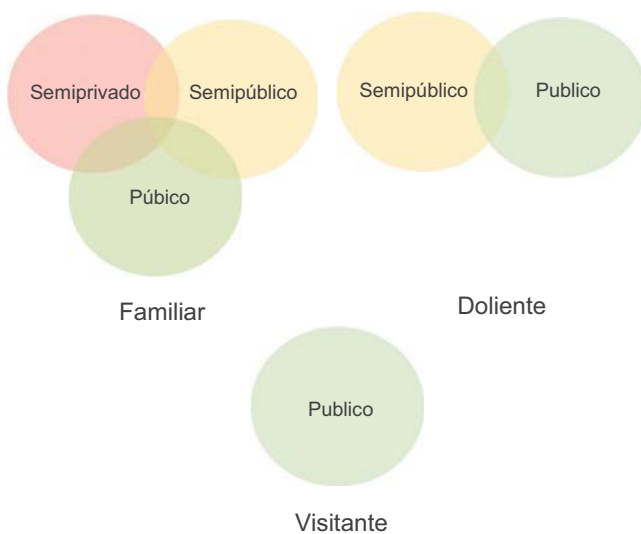 Semiprivado
Semipúblico
Púbico
Familiar
Semipúblico
Publico
Doliente
Publico
Visitante